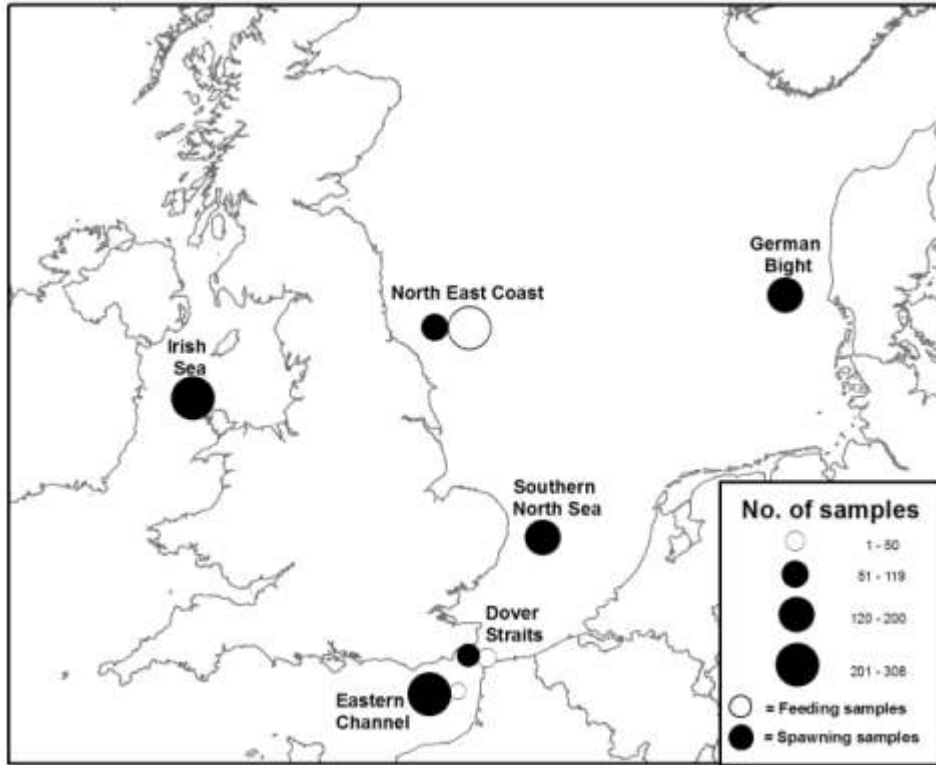 German
Bight
North East Coast
Irish
Sea
Southern
North Sea
Dover
Straits
Eastern
Channel
No. of samples
1 - 50
51 - 119
120 - 200
201 - 308
= Feeding samples
= Spawning samples